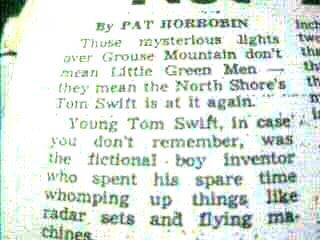 By PAT HORROBIN
Those mysterious lights
over Grouse Mountain don't
mean Little Green Men —
they mean the North Shore's
Tom Swift is at it again.
Young Tom Swift, in case
you don't remember, was
the fictional boy inventor
who spent his spare time
whomping up things like
radar sets and flying ma-
chines